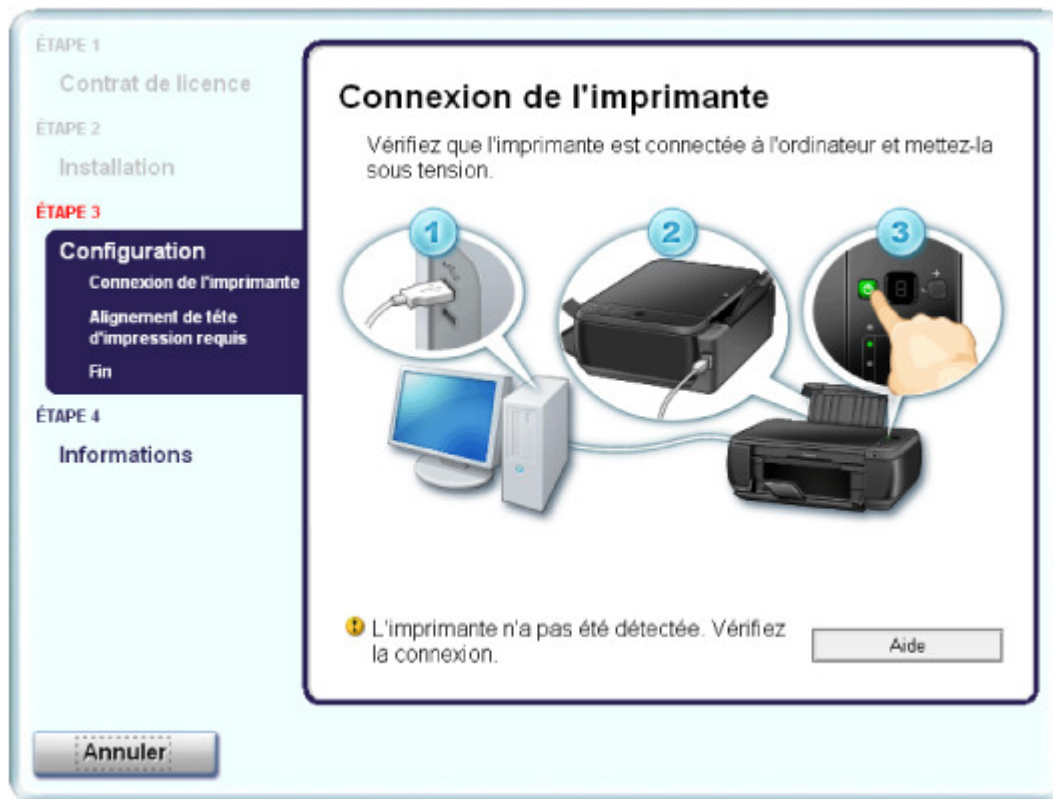 ÉTAPE 1
Contrat de licence
ÉTAPE 2
Installation
ÉTAPE 3
Configuration
Connexion de l'imprimante
Alignement de tête
d'impression requis
Fin
ÉTAPE 4
Informations
Connexion de l'imprimante
Vérifiez que l'imprimante est connectée à l'ordinateur et mettez-la
sous tension.
1
2
3
L'imprimante n'a pas été détectée. Vérifiez
la connexion.
Aide
Annuler